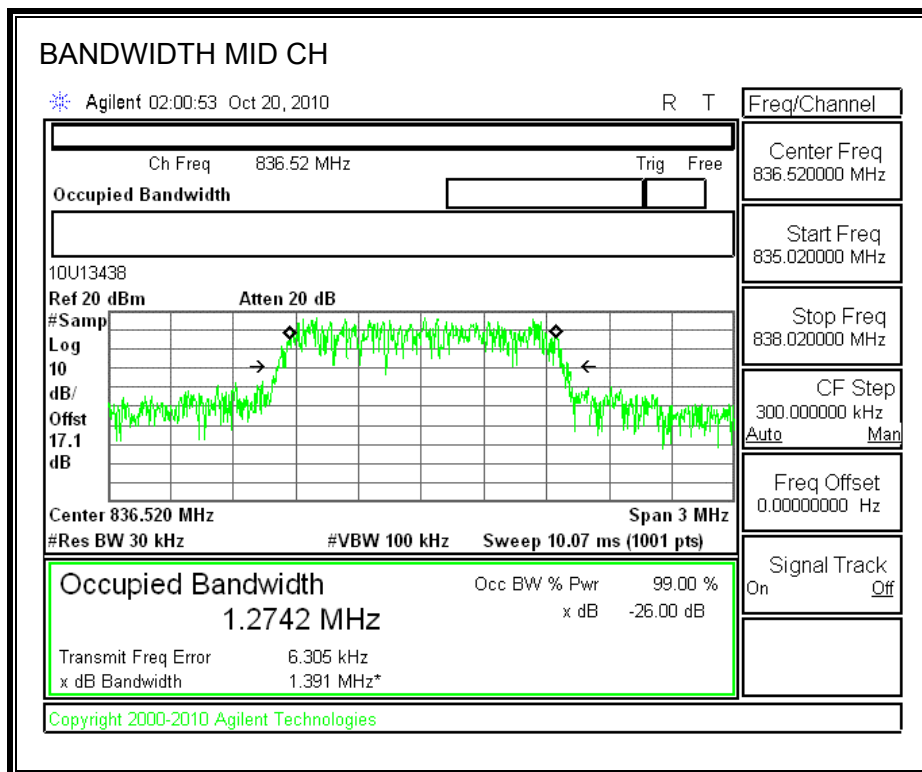 BANDWIDTH MID CH
Agilent 02:00:53 Oct 20, 2010 R T
Freq/Channel
Ch Freq 836.52 MHz Trig Free
Occupied Bandwidth
Center Freq
836.520000 MHz
Start Freq
835.020000 MHz
10U13438
Ref 20 dBm Atten 20 dB
#Samp
Log
10
dB/
Offst
17.1
dB
Stop Freq
838.020000 MHz
CF Step
300.000000 kHz
Auto Man
Freq Offset
0.00000000 Hz
Center 836.520 MHz Span 3 MHz
#Res BW 30 kHz #VBW 100 kHz Sweep 10.07 ms (1001 pts)
Signal Track
On Off
Occupied Bandwidth Occ BW % Pwr 99.00 %
1.2742 MHz x dB -26.00 dB
Transmit Freq Error 6.305 kHz
x dB Bandwidth 1.391 MHz*
Copyright 2000-2010 Agilent Technologies